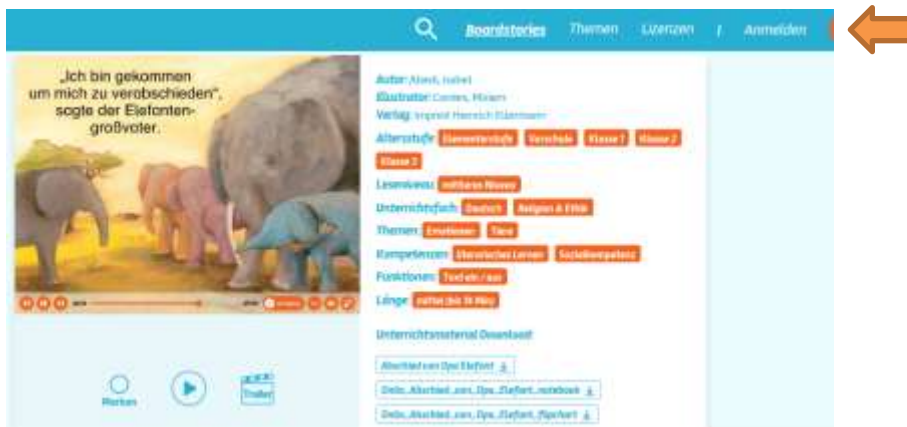 Boardstories Themen Lizenzen | Anmelden
„Ich bin gekommen
um mich zu verabschieden“,
sagte der Elefanten-
großvater.
Autor: Abedi, Isabel
Illustrator: Cordes, Miriam
Verlag: Imprint Heinrich Ellermann
Altersstufe: Elementarstufe Vorschule Klasse 1 Klasse 2
Klasse 3
Leseniveau: mittleres Niveau
Unterrichtsfach: Deutsch Religion & Ethik
Themen: Emotionen Tiere
Kompetenzen: literarisches Lernen Sozialkompetenz
Funktionen: Text ein / aus
Länge: mittel (bis 10 Min)
Unterrichtsmaterial Download:
Abschied von Opa Elefant
Onilo_Abschied_von_Opa_Elefant_notebook
Onilo_Abschied_von_Opa_Elefant_flipchart
Merken
Trailer